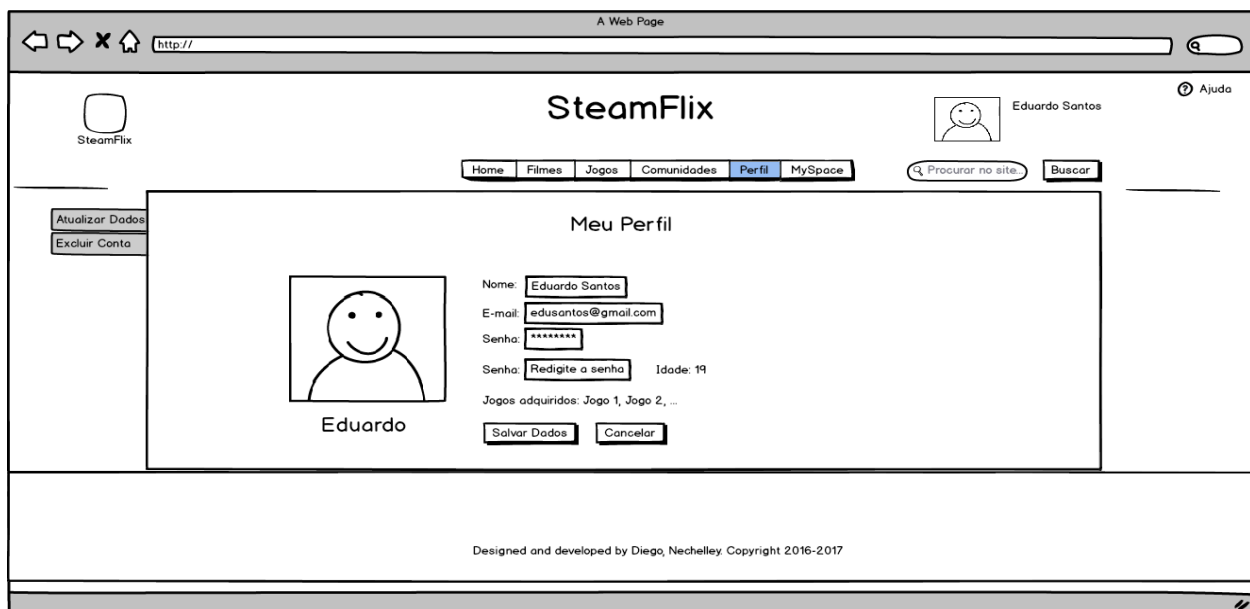 A Web Page
http://
Ajuda
SteamFlix
Eduardo Santos
SteamFlix
Home Filmes Jogos Comunidades Perfil MySpace
Procurar no site... Buscar
Atualizar Dados
Excluir Conta
Meu Perfil
Nome: Eduardo Santos
E-mail: edusantos@gmail.com
Senha: ********
Senha: Redigite a senha Idade: 19
Jogos adquiridos: Jogo 1, Jogo 2, ...
Eduardo
Salvar Dados Cancelar
Designed and developed by Diego, Nechelley. Copyright 2016-2017